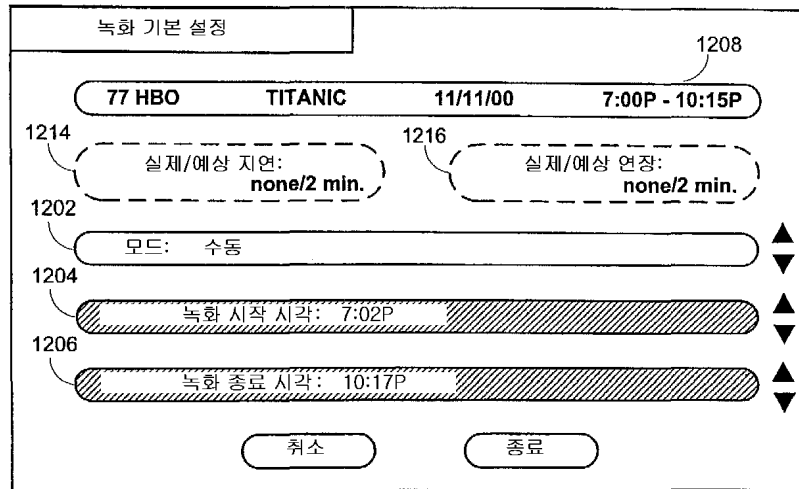 녹화 기본 설정
1208
77 HBO TITANIC 11/11/00 7:00P - 10:15P
1214
실제/예상 지연:
none/2 min.
1216
실제/예상 연장:
none/2 min.
1202
모드: 수동
1204
녹화 시작 시각: 7:02P
1206
녹화 종료 시각: 10:17P
취소 종료